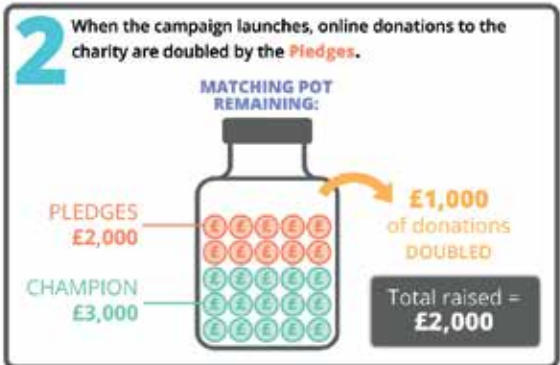 2 When the campaign launches, online donations to the
charity are doubled by the Pledges.
MATCHING POT
REMAINING:
PLEDGES
£2,000
CHAMPION
£3,000
£ £ £ £ £
£ £ £ £ £
£ £ £ £ £
£ £ £ £ £
£ £ £ £ £
£1,000
of donations
DOUBLED
Total raised =
£2,000